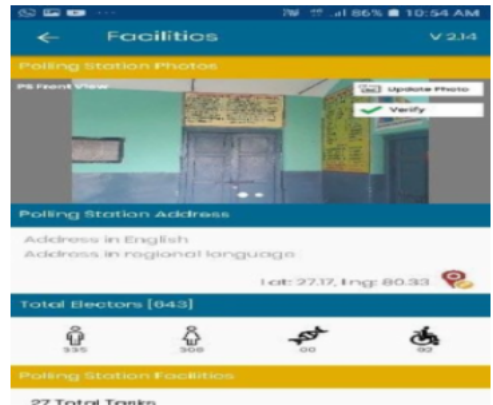 86% 10:54 AM
← Facilities V 2.14
Polling Station Photos
PS Front View
Update Photo
Verify
Polling Station Address
Address in English
Address in regional language
Lat: 27.17, Lng: 80.33
Total Electors [643]
335 308 00 02
Polling Station Facilities
27 Total Tasks